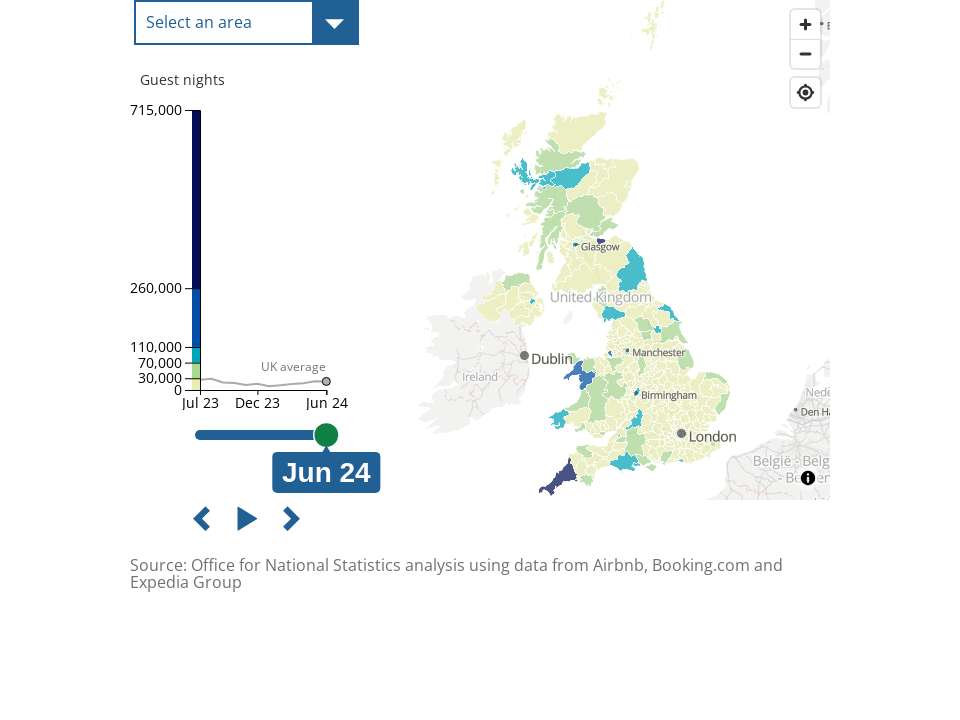 Select an area
Guest nights
715,000
260,000
110,000
70,000
30,000
0
UK average
Jul 23
Dec 23
Jun 24
Jun 24
Glasgow
United Kingdom
Dublin
Manchester
Ireland
Birmingham
London
Nede
Den Ha
België - Belg
- Be
er
Source: Office for National Statistics analysis using data from Airbnb, Booking.com and
Expedia Group